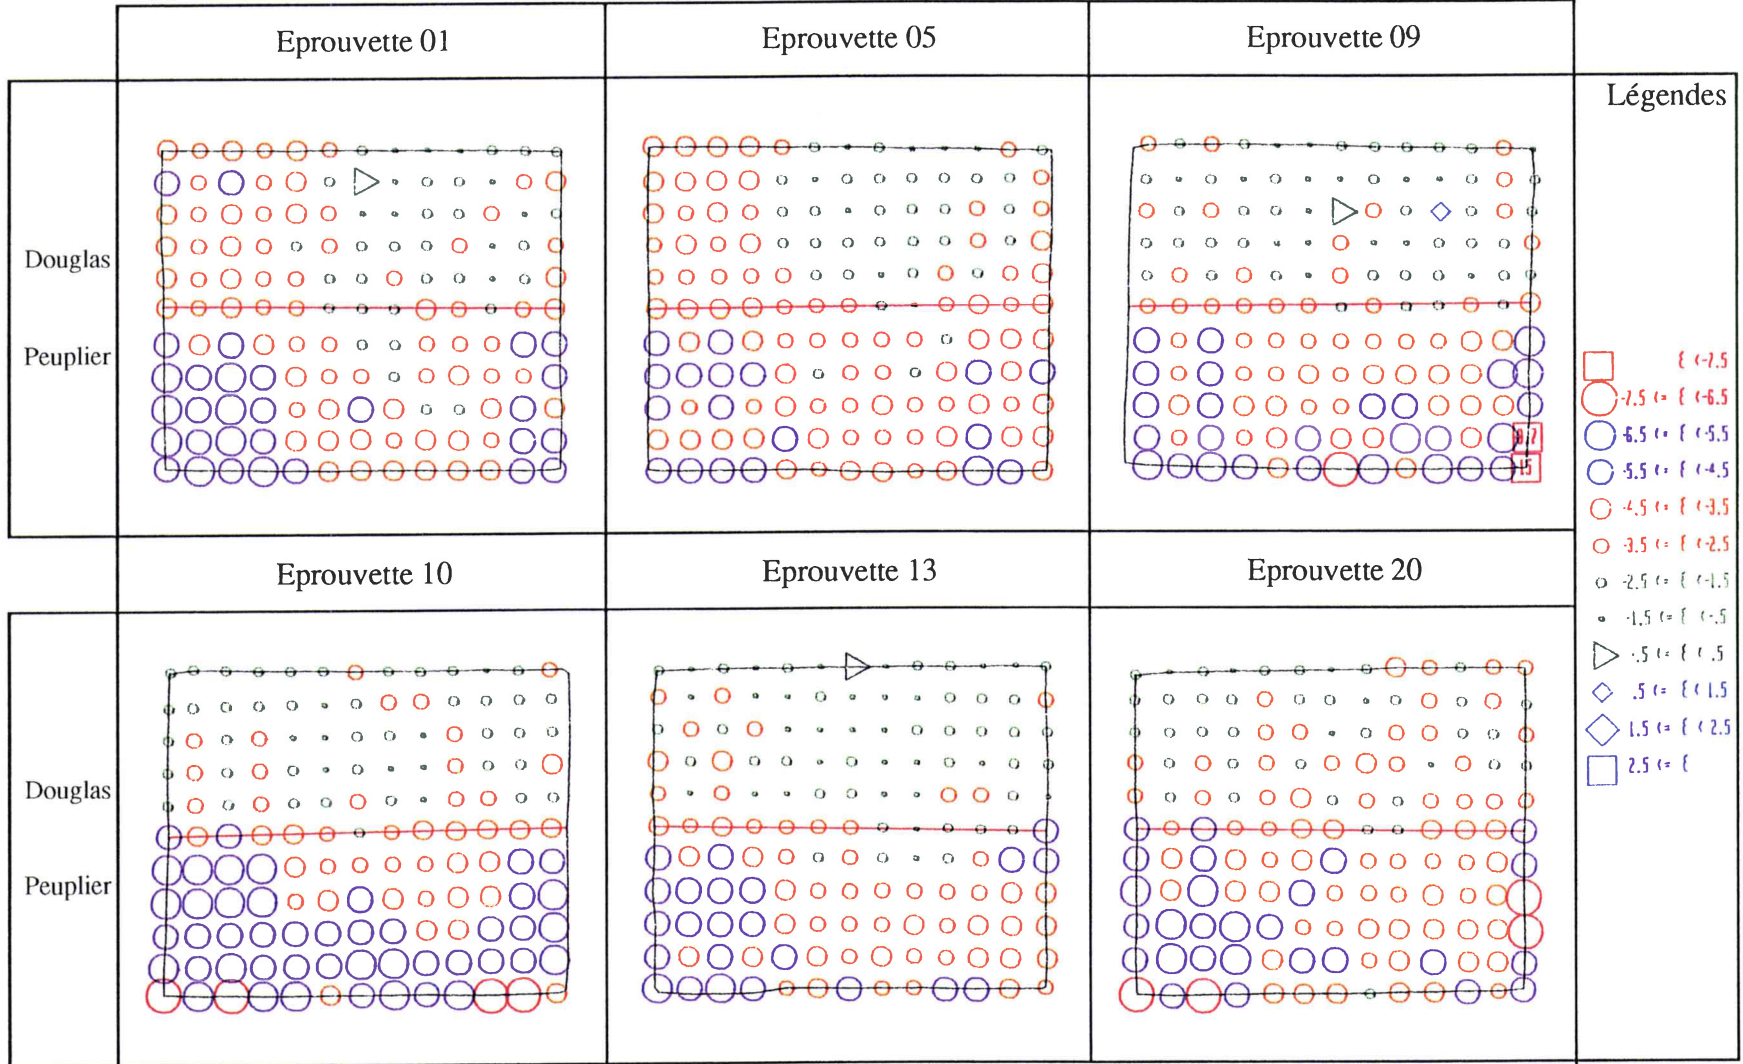 Eprouvette 01
Eprouvette 05
Eprouvette 09
Légendes
Douglas
Peuplier
{ (-7.5
-7.5 (= { (-6.5
-6.5 (= { (-5.5
-5.5 (= { (-4.5
-4.5 (= { (-3.5
-3.5 (= { (-2.5
-2.5 (= { (-1.5
-1.5 (= { (-.5
-.5 (= { (.5
.5 (= { (1.5
1.5 (= { (2.5
2.5 (= {
Eprouvette 10
Eprouvette 13
Eprouvette 20
Douglas
Peuplier